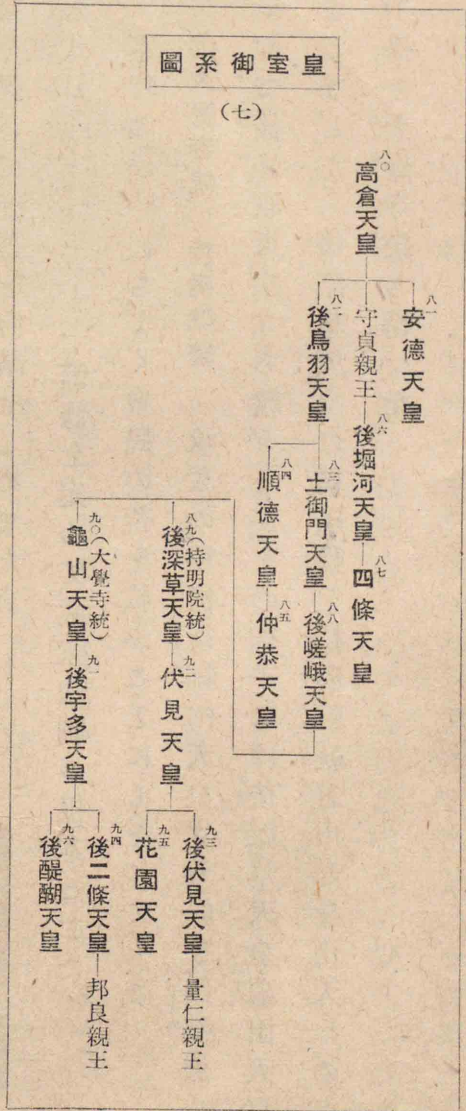 圖系御室皇
(七)
八〇
高倉天皇
八一
安德天皇
守貞親王
八六
後堀河天皇
八七
四條天皇
八二
後鳥羽天皇
八三
土御門天皇
八八
後嵯峨天皇
八四
順德天皇
八五
仲恭天皇
八九(持明院統)
後深草天皇
九二
伏見天皇
九三
後伏見天皇
量仁親王
九五
花園天皇
九〇(大覺寺統)
龜山天皇
九一
後宇多天皇
九四
後二條天皇
邦良親王
九六
後醍醐天皇